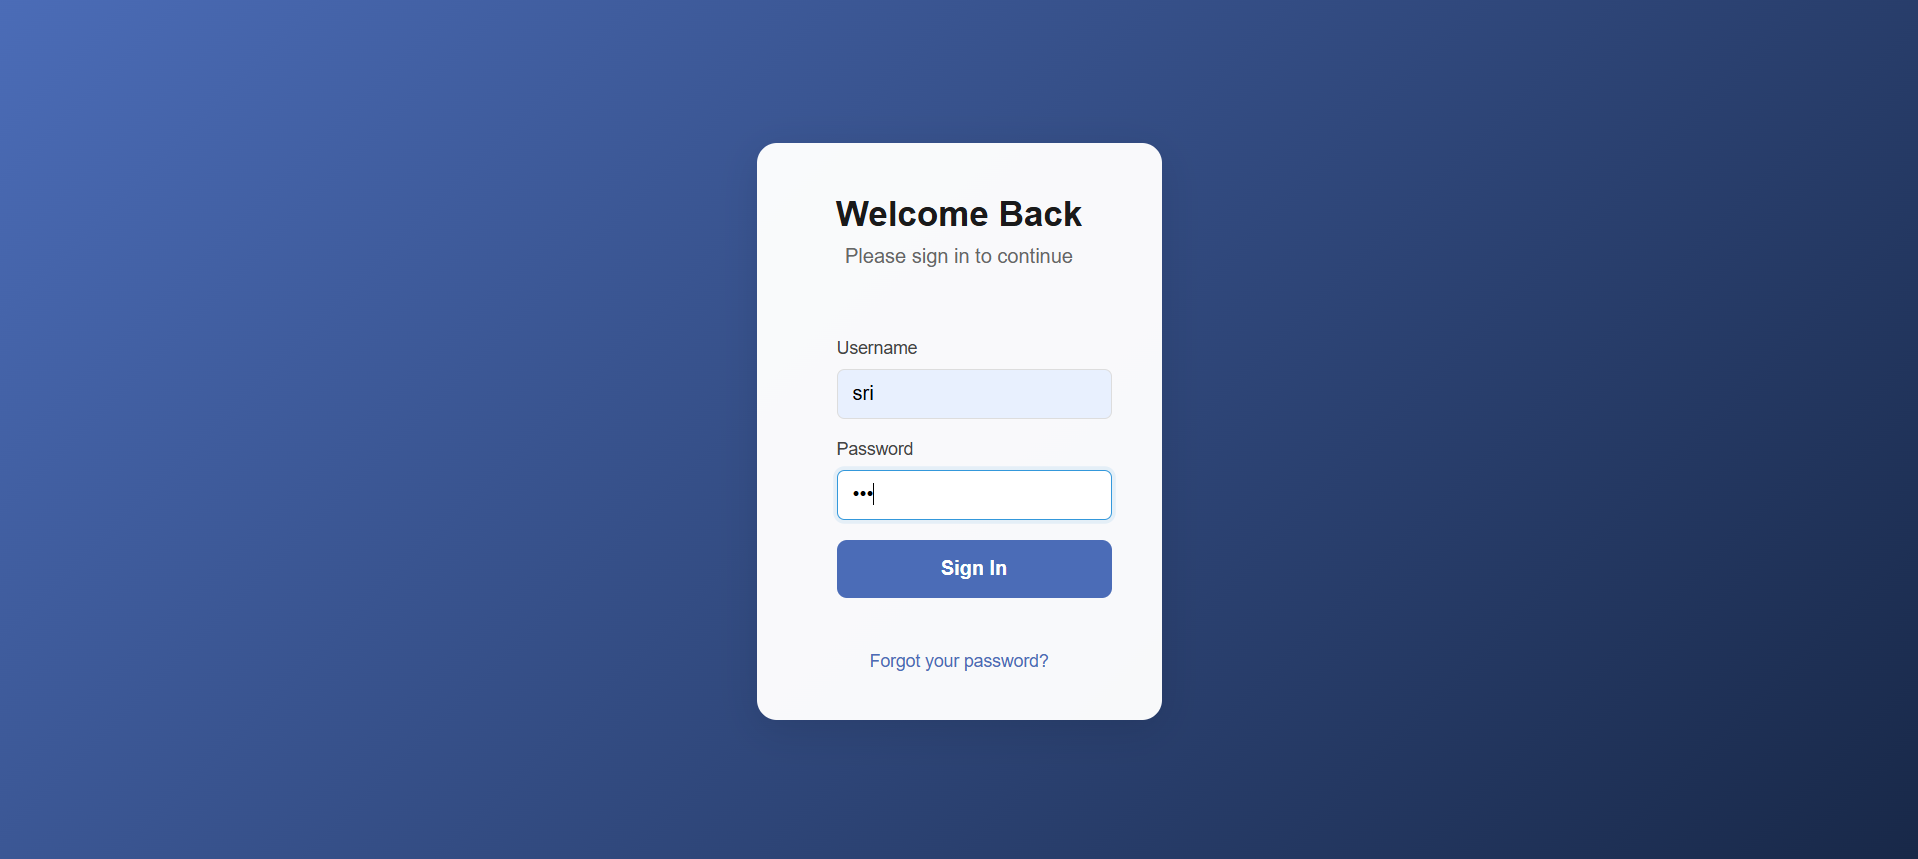 Welcome Back
Please sign in to continue
Username
sri
Password
•••
Sign In
Forgot your password?